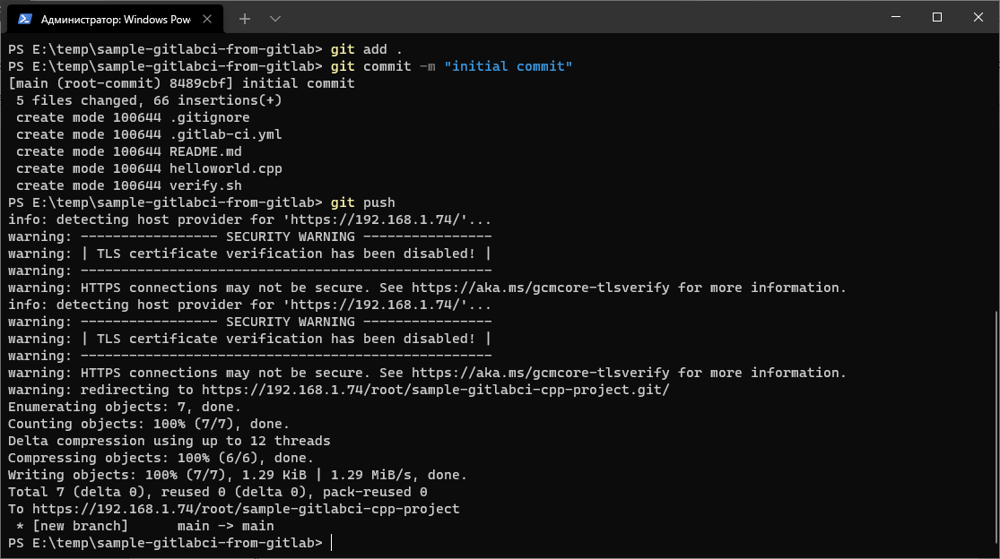 Администратор: Windows Pow
PS E:\temp\sample-gitlabci-from-gitlab> git add .
PS E:\temp\sample-gitlabci-from-gitlab> git commit -m "initial commit"
[main (root-commit) 8489cbf] initial commit
 5 files changed, 66 insertions(+)
 create mode 100644 .gitignore
 create mode 100644 .gitlab-ci.yml
 create mode 100644 README.md
 create mode 100644 helloworld.cpp
 create mode 100644 verify.sh
PS E:\temp\sample-gitlabci-from-gitlab> git push
info: detecting host provider for 'https://192.168.1.74/'...
warning: ----------------- SECURITY WARNING ----------------
warning: | TLS certificate verification has been disabled! |
warning: ---------------------------------------------------
warning: HTTPS connections may not be secure. See https://aka.ms/gcmcore-tlsverify for more information.
info: detecting host provider for 'https://192.168.1.74/'...
warning: ----------------- SECURITY WARNING ----------------
warning: | TLS certificate verification has been disabled! |
warning: ---------------------------------------------------
warning: HTTPS connections may not be secure. See https://aka.ms/gcmcore-tlsverify for more information.
warning: redirecting to https://192.168.1.74/root/sample-gitlabci-cpp-project.git/
Enumerating objects: 7, done.
Counting objects: 100% (7/7), done.
Delta compression using up to 12 threads
Compressing objects: 100% (6/6), done.
Writing objects: 100% (7/7), 1.29 KiB | 1.29 MiB/s, done.
Total 7 (delta 0), reused 0 (delta 0), pack-reused 0
To https://192.168.1.74/root/sample-gitlabci-cpp-project
 * [new branch]      main -> main
PS E:\temp\sample-gitlabci-from-gitlab>